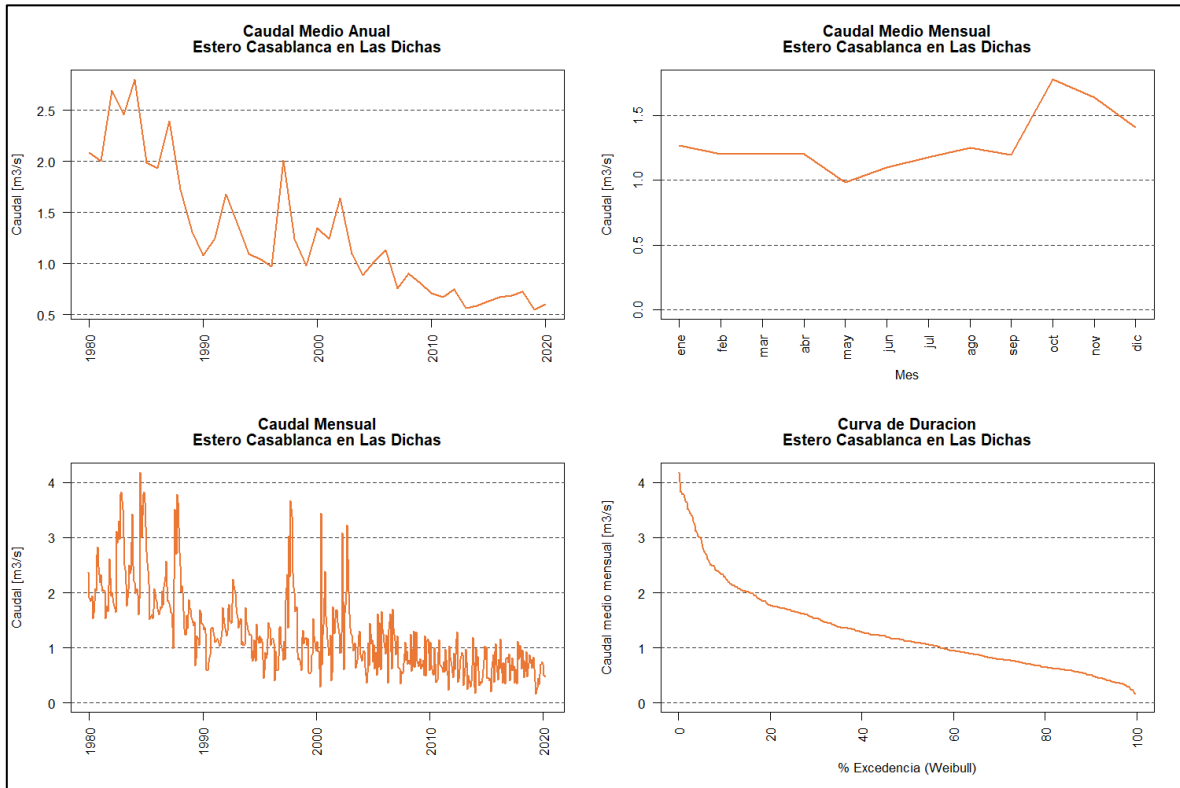 Caudal Medio Anual
Estero Casablanca en Las Dichas
Caudal [m3/s]
2.5
2.0
1.5
1.0
0.5
1980
1990
2000
2010
2020
Caudal Medio Mensual
Estero Casablanca en Las Dichas
Caudal [m3/s]
1.5
1.0
0.5
0.0
ene
feb
mar
abr
may
jun
jul
ago
sep
oct
nov
dic
Mes
Caudal Mensual
Estero Casablanca en Las Dichas
Caudal [m3/s]
4
3
2
1
0
1980
1990
2000
2010
2020
Curva de Duracion
Estero Casablanca en Las Dichas
Caudal medio mensual [m3/s]
4
3
2
1
0
0
20
40
60
80
100
% Excedencia (Weibull)